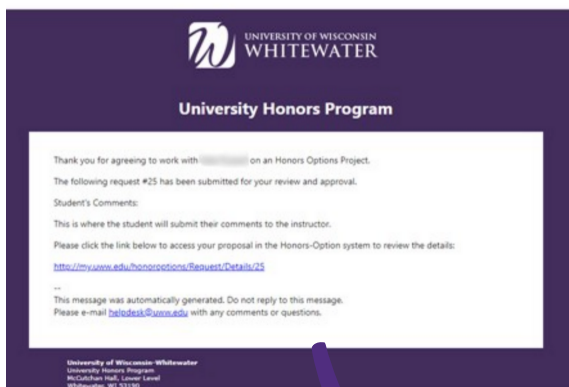 UNIVERSITY OF WISCONSIN
WHITEWATER
University Honors Program
Thank you for agreeing to work with on an Honors Options Project.
The following request #25 has been submitted for your review and approval.
Student's Comments:
This is where the student will submit their comments to the instructor.
Please click the link below to access your proposal in the Honors-Option system to review the details:
http://my.uww.edu/honoroptions/Request/Details/25
--
This message was automatically generated. Do not reply to this message.
Please e-mail helpdesk@uww.edu with any comments or questions.
University of Wisconsin-Whitewater
University Honors Program
McCutchan Hall, Lower Level
Whitewater, WI 53190